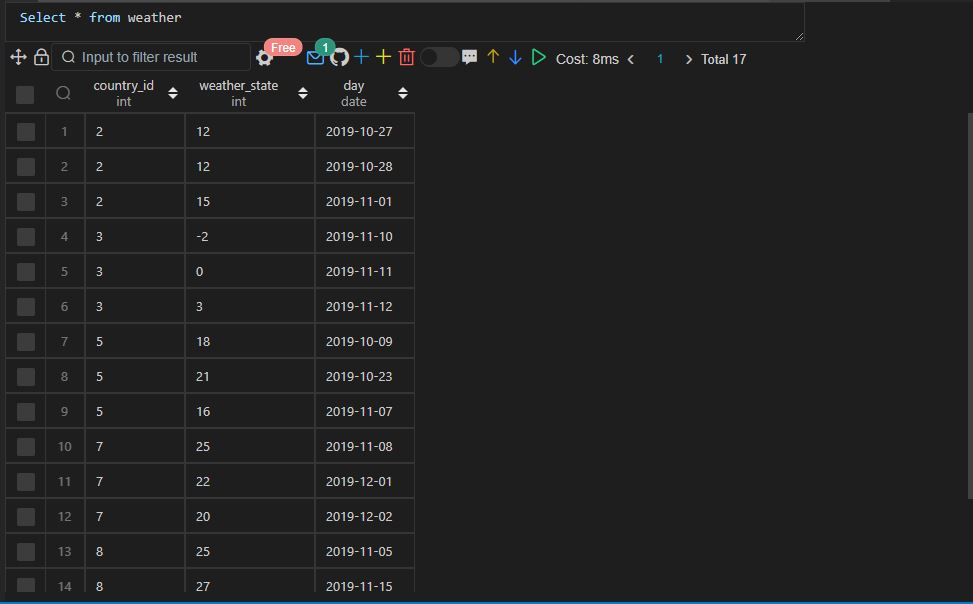 Select * from weather
Input to filter result Free 1 Cost: 8ms 1 Total 17
country_id weather_state day
int int date
1 2 12 2019-10-27
2 2 12 2019-10-28
3 2 15 2019-11-01
4 3 -2 2019-11-10
5 3 0 2019-11-11
6 3 3 2019-11-12
7 5 18 2019-10-09
8 5 21 2019-10-23
9 5 16 2019-11-07
10 7 25 2019-11-08
11 7 22 2019-12-01
12 7 20 2019-12-02
13 8 25 2019-11-05
14 8 27 2019-11-15